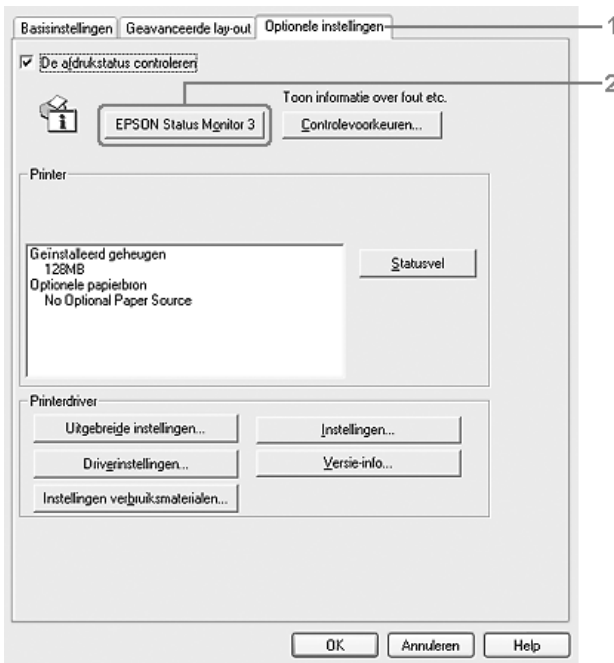 Basisinstellingen Geavanceerde lay-out Optionele instellingen 1
De afdrukstatus controleren
2
Toon informatie over fout etc.
EPSON Status Monitor 3 Controlevoorkeuren...
Printer
Geïnstalleerd geheugen
128MB
Optionele papierbron
No Optional Paper Source
Statusvel
Printerdriver
Uitgebreide instellingen... Instellingen...
Driverinstellingen... Versie-info...
Instellingen verbruiksmaterialen...
OK Annuleren Help